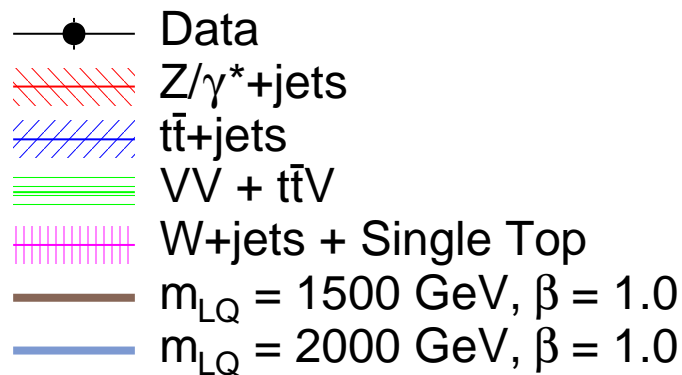 Data
Z/γ*+jets
tt̄+jets
VV + tt̄V
W+jets + Single Top
m_LQ = 1500 GeV, β = 1.0
m_LQ = 2000 GeV, β = 1.0